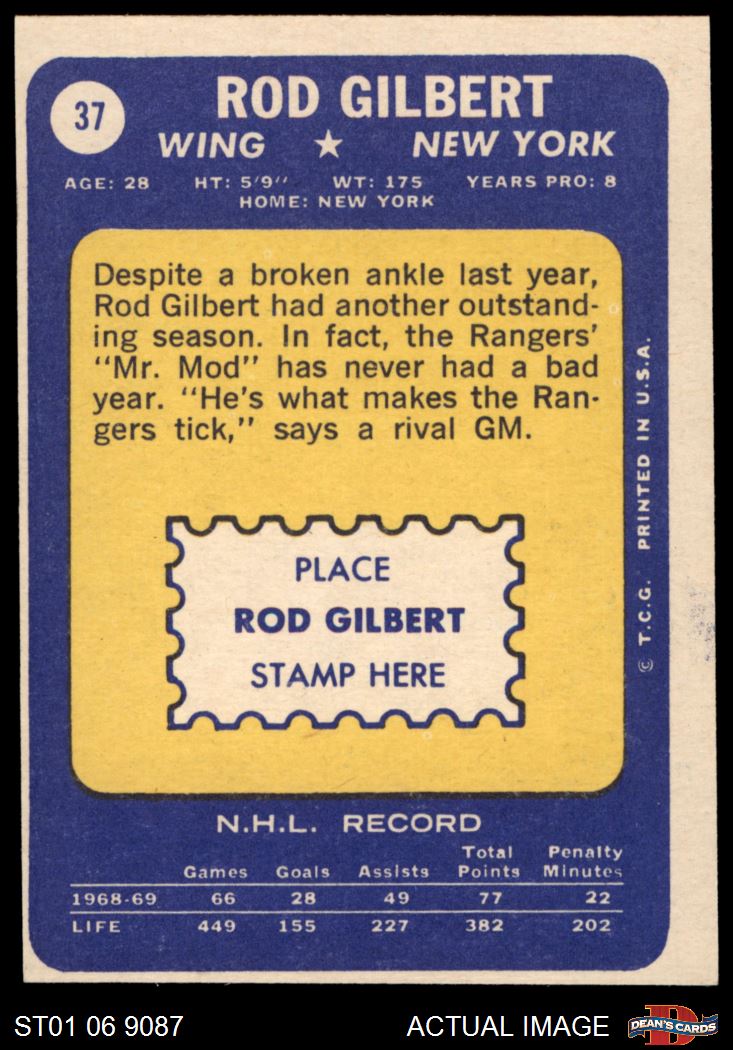 37
ROD GILBERT
WING ★ NEW YORK
AGE: 28 HT: 5'9'' WT: 175 YEARS PRO: 8
HOME: NEW YORK
Despite a broken ankle last year,
Rod Gilbert had another outstand-
ing season. In fact, the Rangers'
"Mr. Mod" has never had a bad
year. "He's what makes the Ran-
gers tick," says a rival GM.
PLACE
ROD GILBERT
STAMP HERE
© T.C.G. PRINTED IN U.S.A.
N.H.L. RECORD
Games Goals Assists Total Points Penalty Minutes
1968-69 66 28 49 77 22
LIFE 449 155 227 382 202
ST01 06 9087 ACTUAL IMAGE DEAN'S CARDS